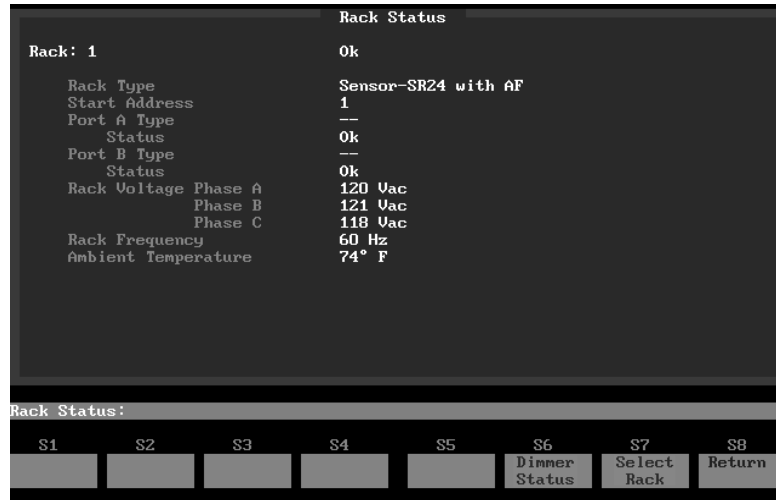 Rack Status
Rack: 1 Ok
Rack Type Sensor-SR24 with AF
Start Address 1
Port A Type --
Status Ok
Port B Type --
Status Ok
Rack Voltage Phase A 120 Vac
Phase B 121 Vac
Phase C 118 Vac
Rack Frequency 60 Hz
Ambient Temperature 74° F
Rack Status:
S1 S2 S3 S4 S5 S6 S7 S8
Dimmer Select Return
Status Rack